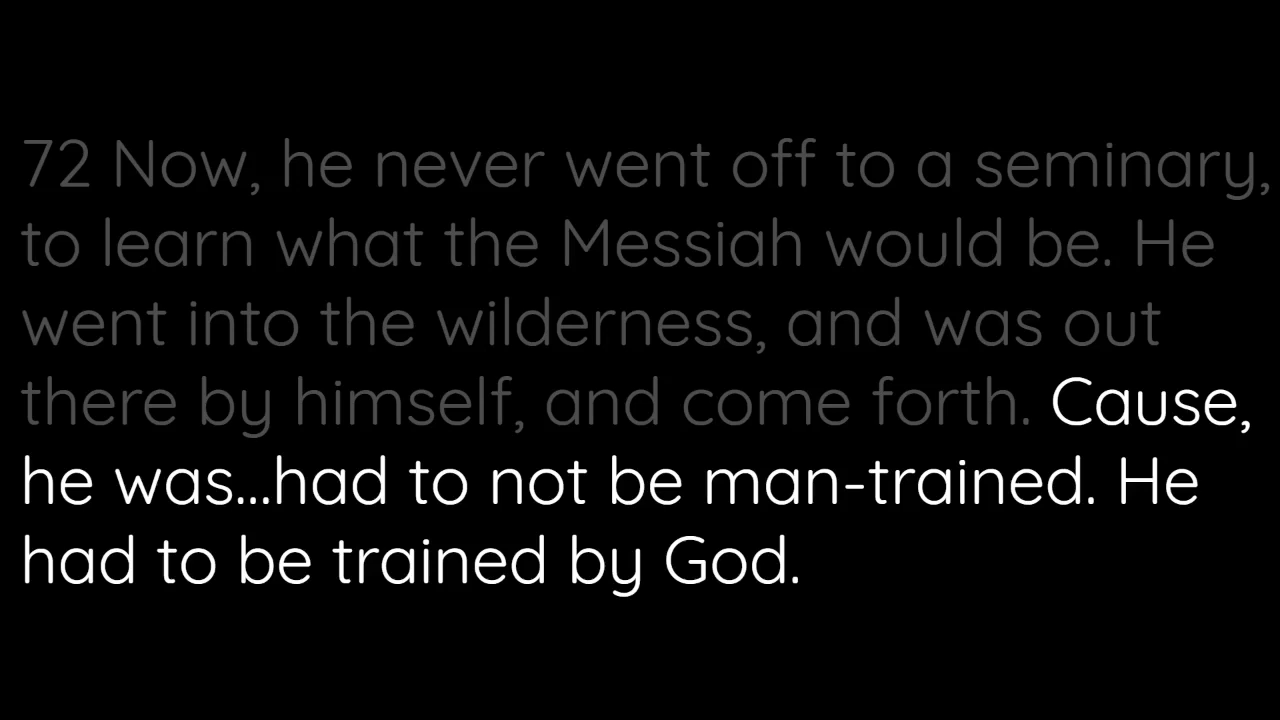 72 Now, he never went off to a seminary,
to learn what the Messiah would be. He
went into the wilderness, and was out
there by himself, and come forth. Cause,
he was...had to not be man-trained. He
had to be trained by God.